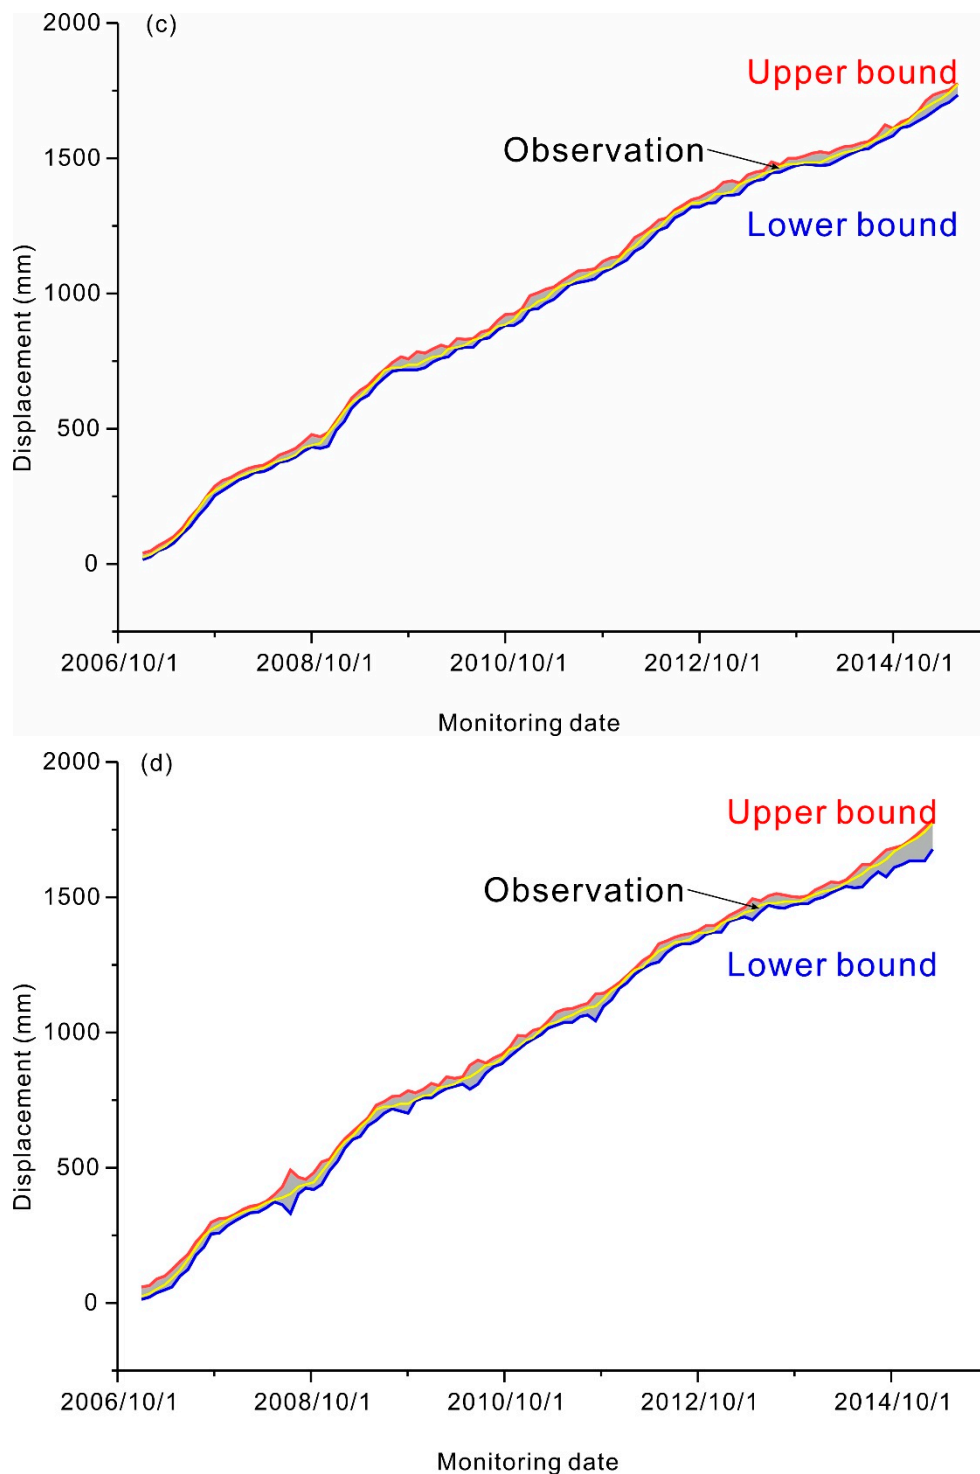 (c)
2000
1500
1000
500
0
Displacement (mm)
Upper bound
Observation
Lower bound
2006/10/1 2008/10/1 2010/10/1 2012/10/1 2014/10/1
Monitoring date
(d)
2000
1500
1000
500
0
Displacement (mm)
Upper bound
Observation
Lower bound
2006/10/1 2008/10/1 2010/10/1 2012/10/1 2014/10/1
Monitoring date